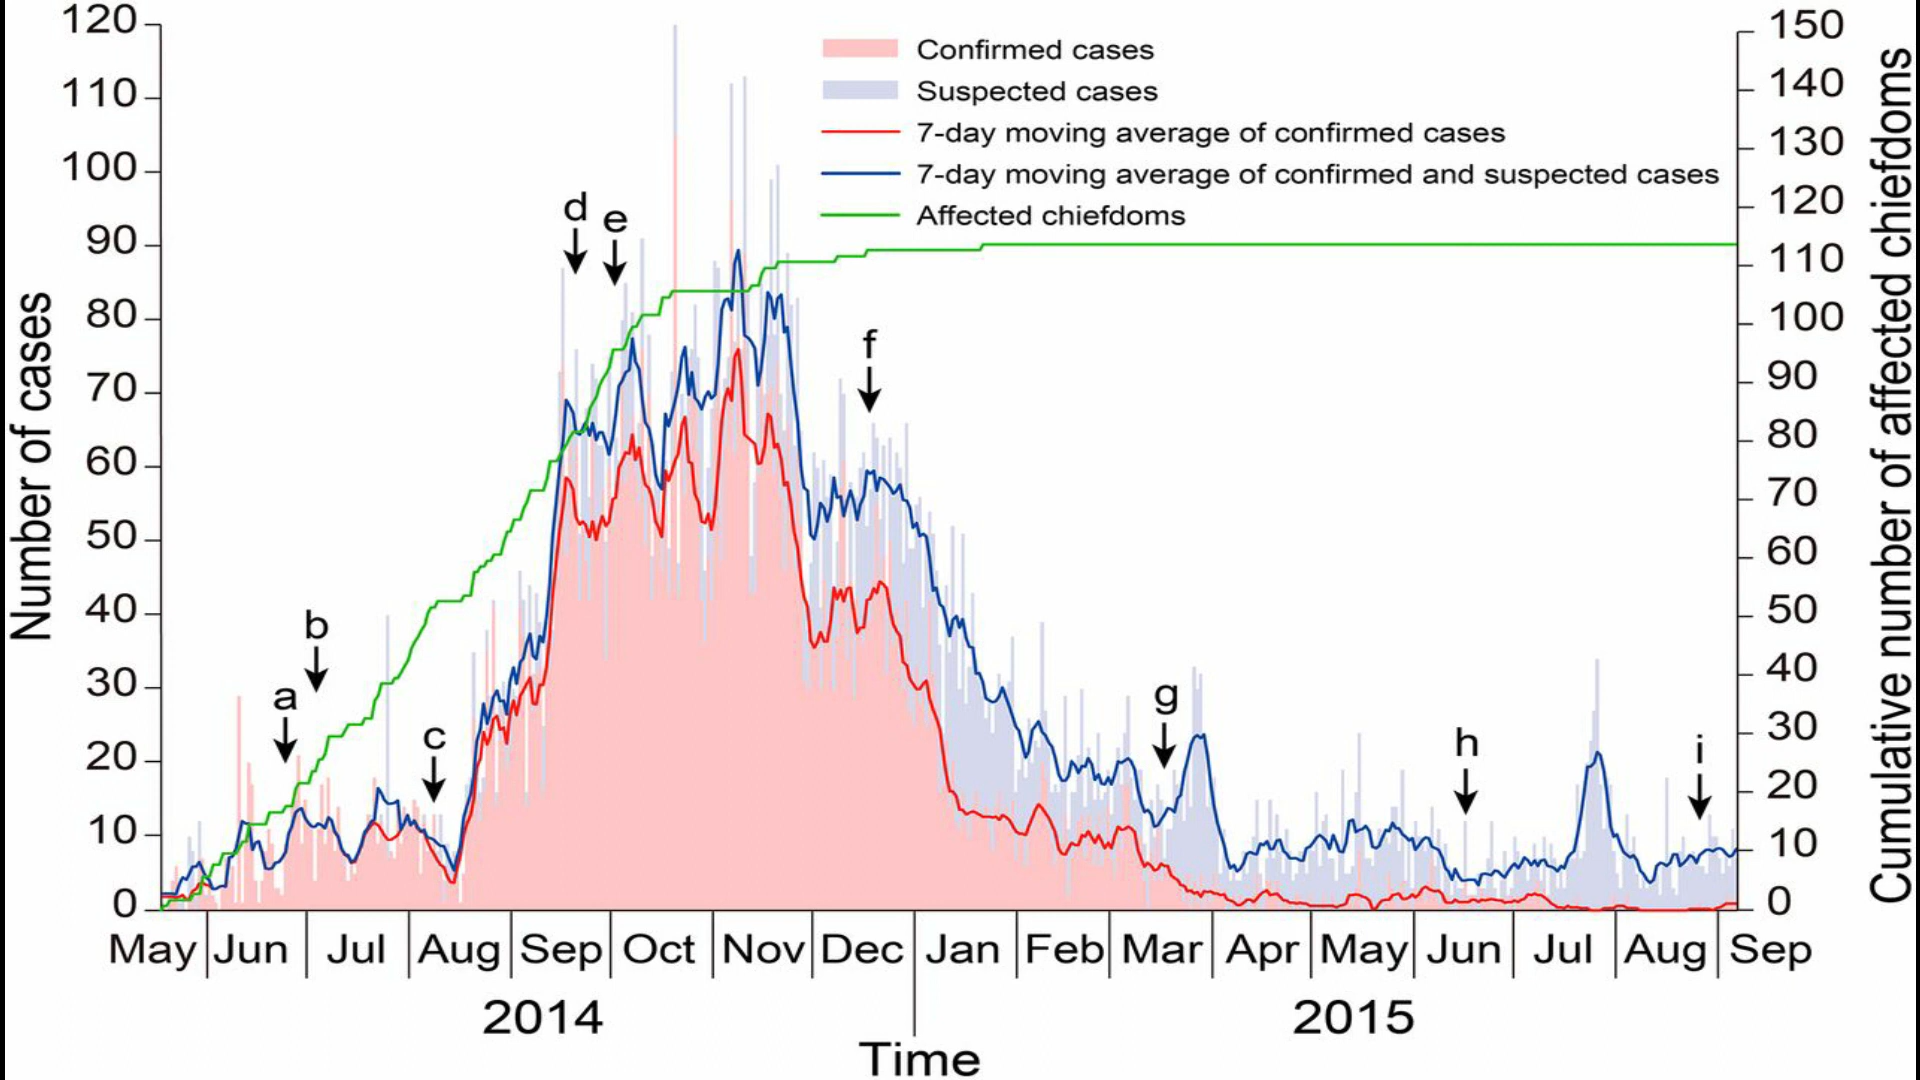 120
110
100
90
80
70
60
50
40
30
20
10
0
Number of cases
Confirmed cases
Suspected cases
7-day moving average of confirmed cases
7-day moving average of confirmed and suspected cases
Affected chiefdoms
a
b
c
d
e
f
g
h
i
150
140
130
120
110
100
90
80
70
60
50
40
30
20
10
0
Cumulative number of affected chiefdoms
May Jun Jul Aug Sep Oct Nov Dec Jan Feb Mar Apr May Jun Jul Aug Sep
2014 2015
Time